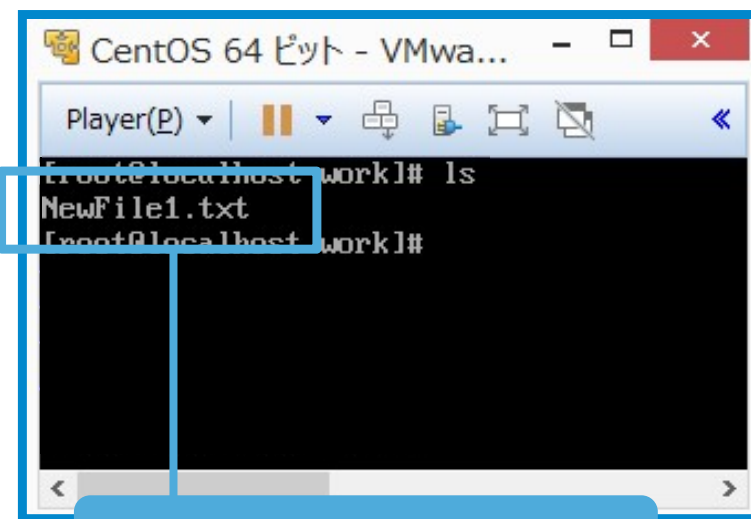 CentOS 64 ビット - VMwa...
Player(P)
[root@localhost work]# ls
NewFile1.txt
[root@localhost work]#